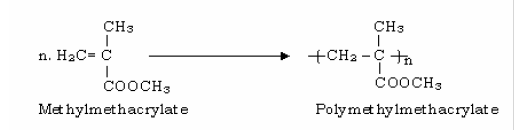 CH₃ CH₃
n. H₂C= C +CH₂ – C +n
COOCH₃ COOCH₃
Methylmethacrylate Polymethylmethacrylate